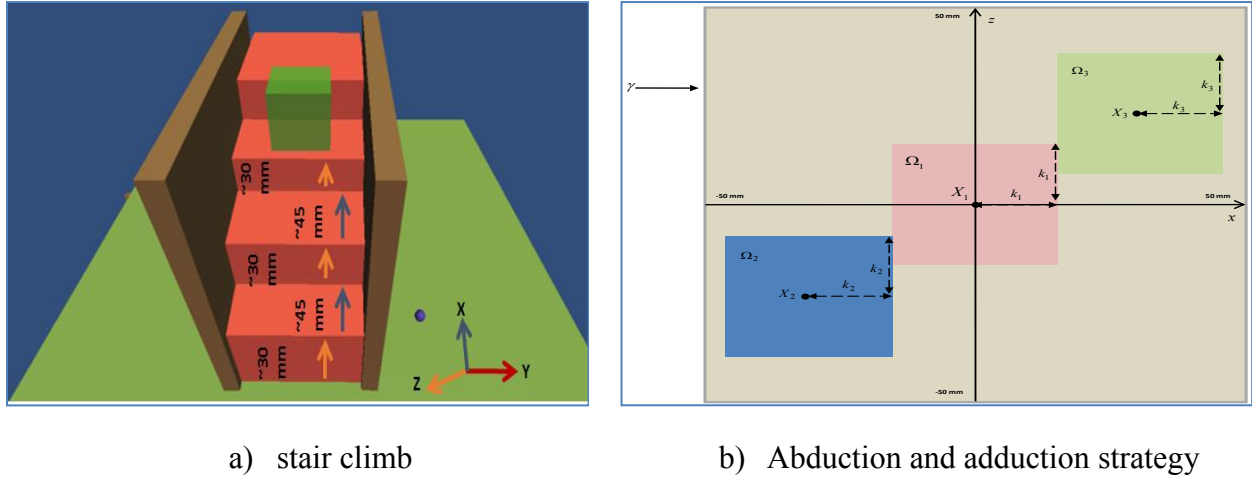 ~30 mm
~45 mm
~30 mm
~45 mm
~30 mm
X
Y
Z
50 mm
z
γ
Ω₃
k₃
X₃
k₃
Ω₁
k₁
X₁
k₁
-50 mm
50 mm
x
Ω₂
k₂
X₂
k₂
-50 mm
a) stair climb
b) Abduction and adduction strategy